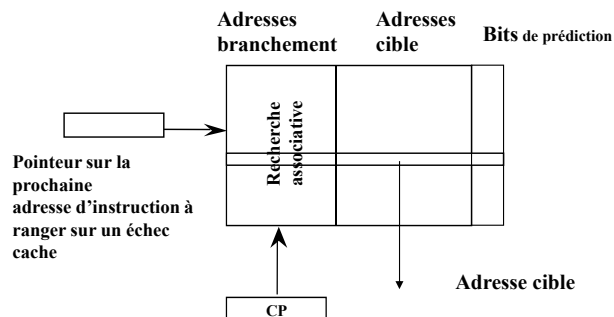 Adresses
branchement
Adresses
cible
Bits de prédiction
Recherche
associative
Pointeur sur la
prochaine
adresse d’instruction à
ranger sur un échec
cache
Adresse cible
CP